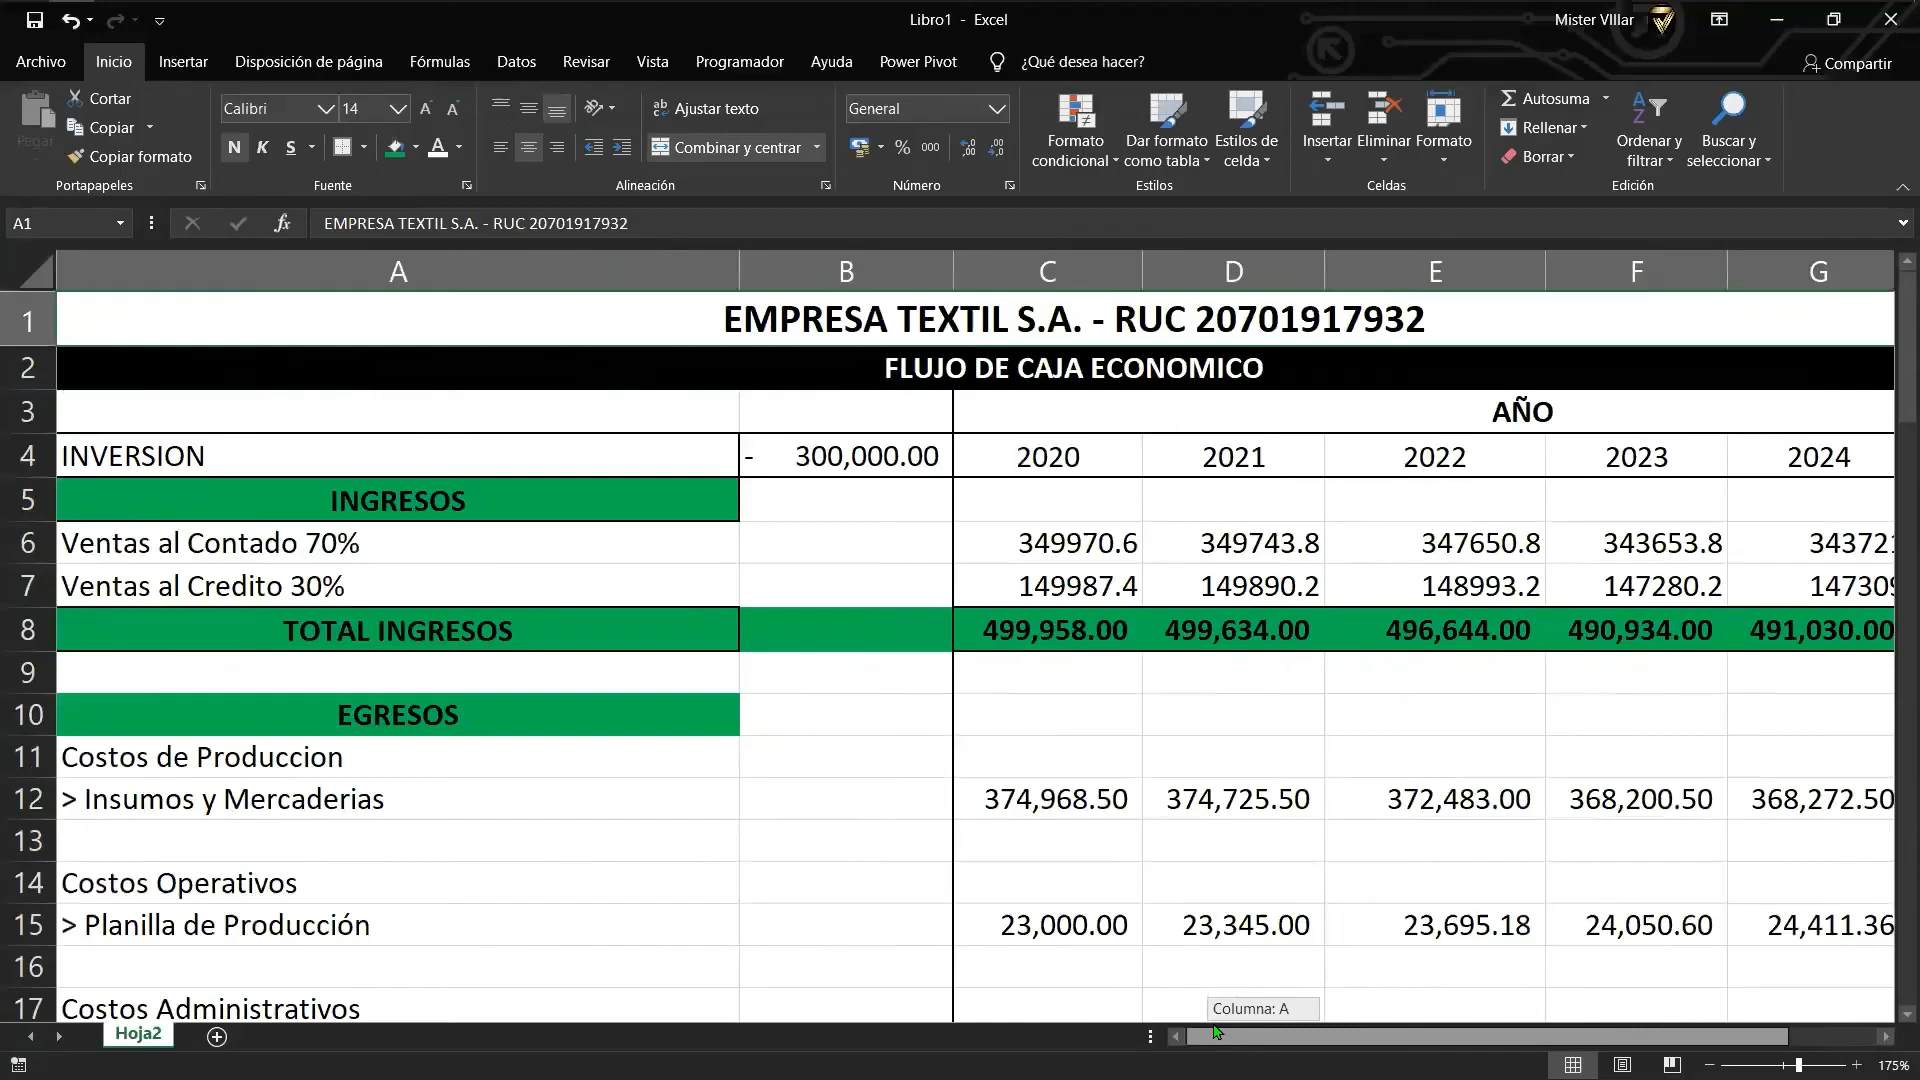 Libro1 - Excel
Mister VIllar
Archivo Inicio Insertar Disposición de página Fórmulas Datos Revisar Vista Programador Ayuda Power Pivot ¿Qué desea hacer? Compartir
Pegar
Cortar
Copiar
Copiar formato
Portapapeles
Calibri 14
N K S
Fuente
Ajustar texto
Combinar y centrar
Alineación
General
% 000
Número
Formato condicional
Dar formato como tabla
Estilos de celda
Estilos
Insertar Eliminar Formato
Celdas
Autosuma
Rellenar
Borrar
Ordenar y filtrar
Buscar y seleccionar
Edición
A1 fx EMPRESA TEXTIL S.A. - RUC 20701917932
A B C D E F G
1 EMPRESA TEXTIL S.A. - RUC 20701917932
2 FLUJO DE CAJA ECONOMICO
3 AÑO
4 INVERSION - 300,000.00 2020 2021 2022 2023 2024
5 INGRESOS
6 Ventas al Contado 70% 349970.6 349743.8 347650.8 343653.8 343721
7 Ventas al Credito 30% 149987.4 149890.2 148993.2 147280.2 147309
8 TOTAL INGRESOS 499,958.00 499,634.00 496,644.00 490,934.00 491,030.00
9
10 EGRESOS
11 Costos de Produccion
12 > Insumos y Mercaderias 374,968.50 374,725.50 372,483.00 368,200.50 368,272.50
13
14 Costos Operativos
15 > Planilla de Producción 23,000.00 23,345.00 23,695.18 24,050.60 24,411.36
16
17 Costos Administrativos
Columna: A
Hoja2
175%